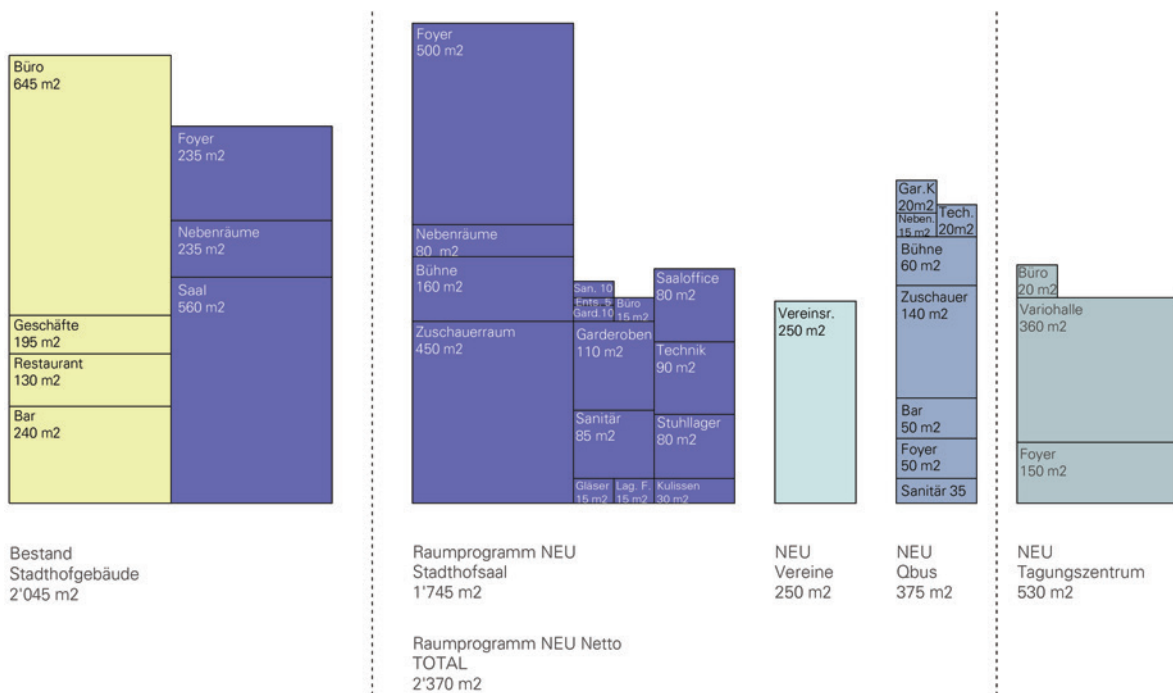 Büro
645 m2
Geschäfte
195 m2
Restaurant
130 m2
Bar
240 m2
Foyer
235 m2
Nebenräume
235 m2
Saal
560 m2
Bestand
Stadthofgebäude
2'045 m2
Foyer
500 m2
Nebenräume
80 m2
Bühne
160 m2
Zuschauerraum
450 m2
San. 10
Ents. 5
Gard.10
Büro
15 m2
Garderoben
110 m2
Sanitär
85 m2
Gläser
15 m2
Lag. F.
15 m2
Saaloffice
80 m2
Technik
90 m2
Stuhllager
80 m2
Kulissen
30 m2
Raumprogramm NEU
Stadthofsaal
1'745 m2
Raumprogramm NEU Netto
TOTAL
2'370 m2
Vereinsr.
250 m2
NEU
Vereine
250 m2
Gar.K
20m2
Neben.
15 m2
Tech.
20m2
Bühne
60 m2
Zuschauer
140 m2
Bar
50 m2
Foyer
50 m2
Sanitär 35
NEU
Qbus
375 m2
Büro
20 m2
Variohalle
360 m2
Foyer
150 m2
NEU
Tagungszentrum
530 m2